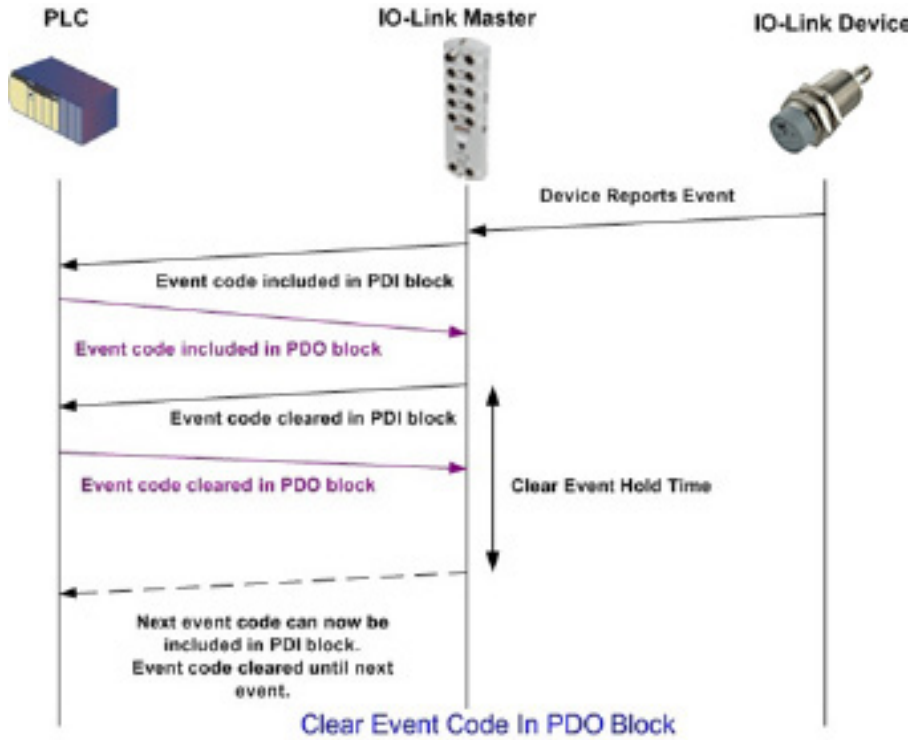 PLC
IO-Link Master
IO-Link Device
Device Reports Event
Event code included in PDI block
Event code included in PDO block
Event code cleared in PDI block
Event code cleared in PDO block
Clear Event Hold Time
Next event code can now be
included in PDI block.
Event code cleared until next
event.
Clear Event Code In PDO Block